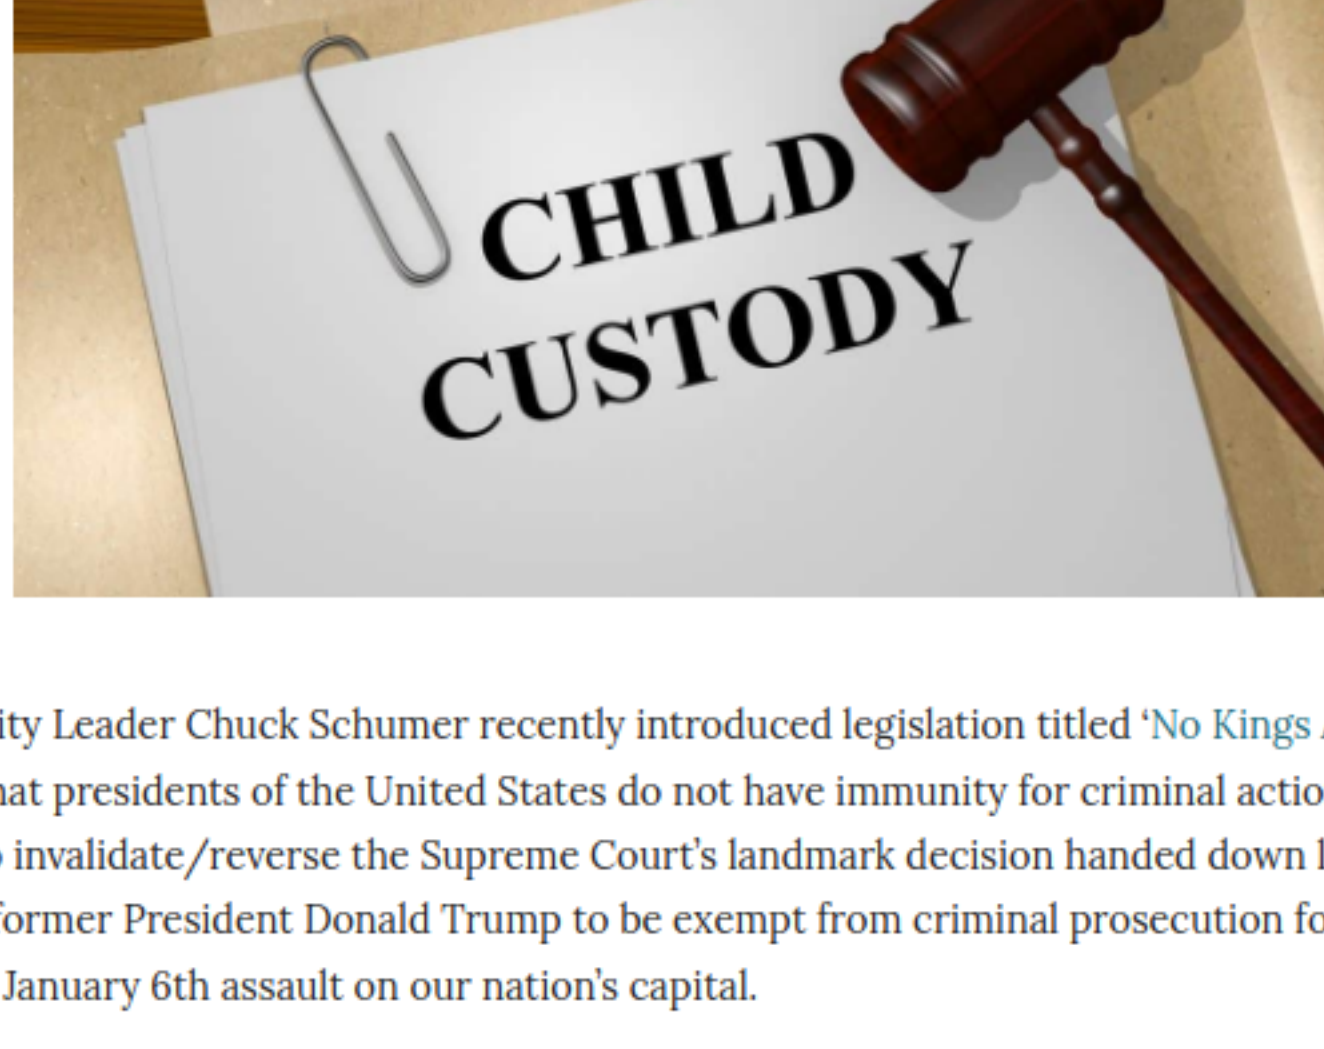 CHILD
CUSTODY
ity Leader Chuck Schumer recently introduced legislation titled ‘No Kings
hat presidents of the United States do not have immunity for criminal actio
invalidate/reverse the Supreme Court’s landmark decision handed down
former President Donald Trump to be exempt from criminal prosecution fo
January 6th assault on our nation’s capital.